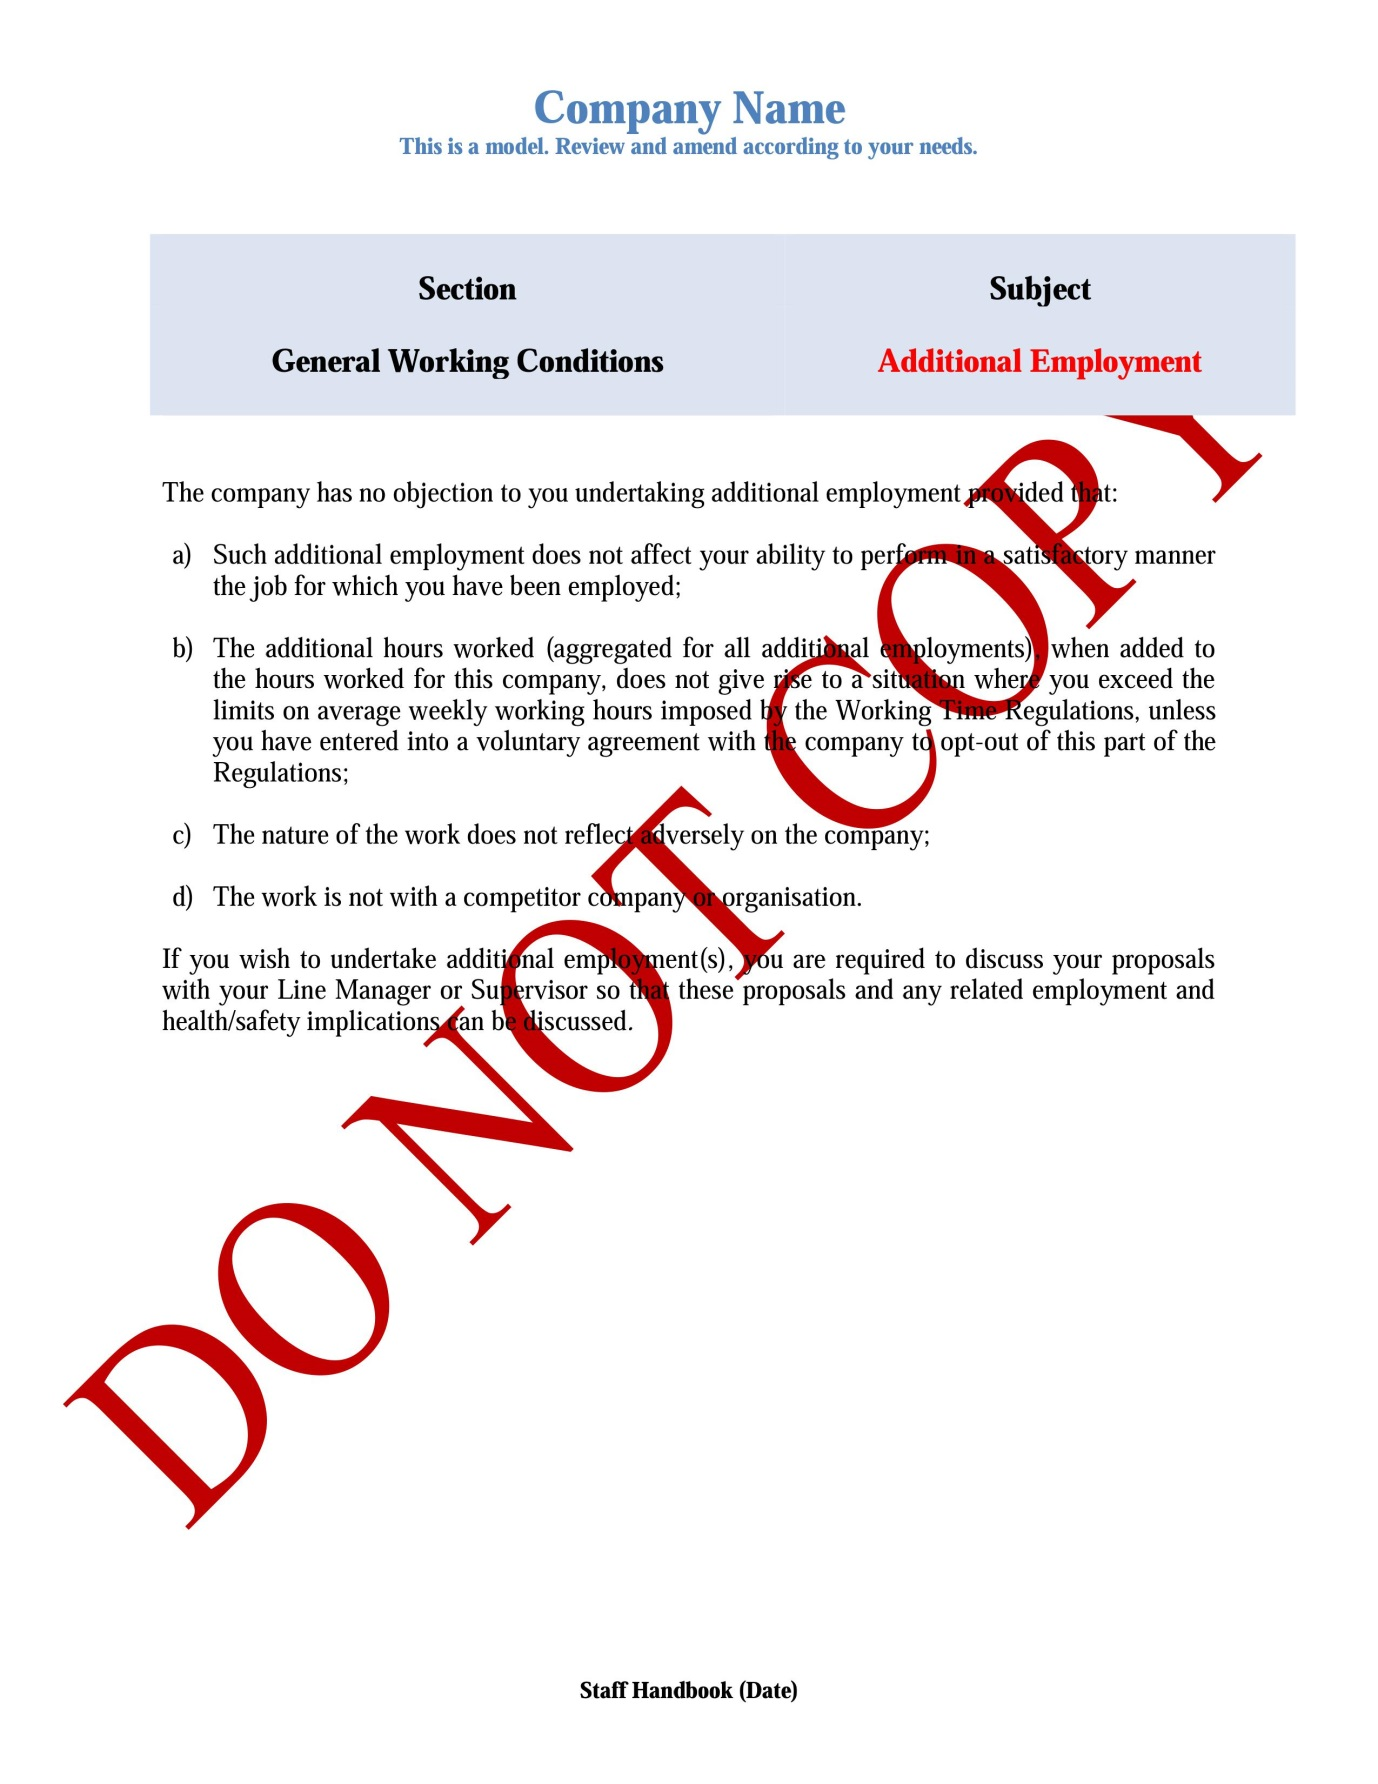 Company Name
This is a model. Review and amend according to your needs.
Section
Subject
General Working Conditions
Additional Employment
The company has no objection to you undertaking additional employment provided that:
a) Such additional employment does not affect your ability to perform in a satisfactory manner
the job for which you have been employed;
b) The additional hours worked (aggregated for all additional employments), when added to
the hours worked for this company, does not give rise to a situation where you exceed the
limits on average weekly working hours imposed by the Working Time Regulations, unless
you have entered into a voluntary agreement with the company to opt-out of this part of the
Regulations;
c) The nature of the work does not reflect adversely on the company;
d) The work is not with a competitor company or organisation.
If you wish to undertake additional employment(s), you are required to discuss your proposals
with your Line Manager or Supervisor so that these proposals and any related employment and
health/safety implications can be discussed.
DO NOT COPY
Staff Handbook (Date)